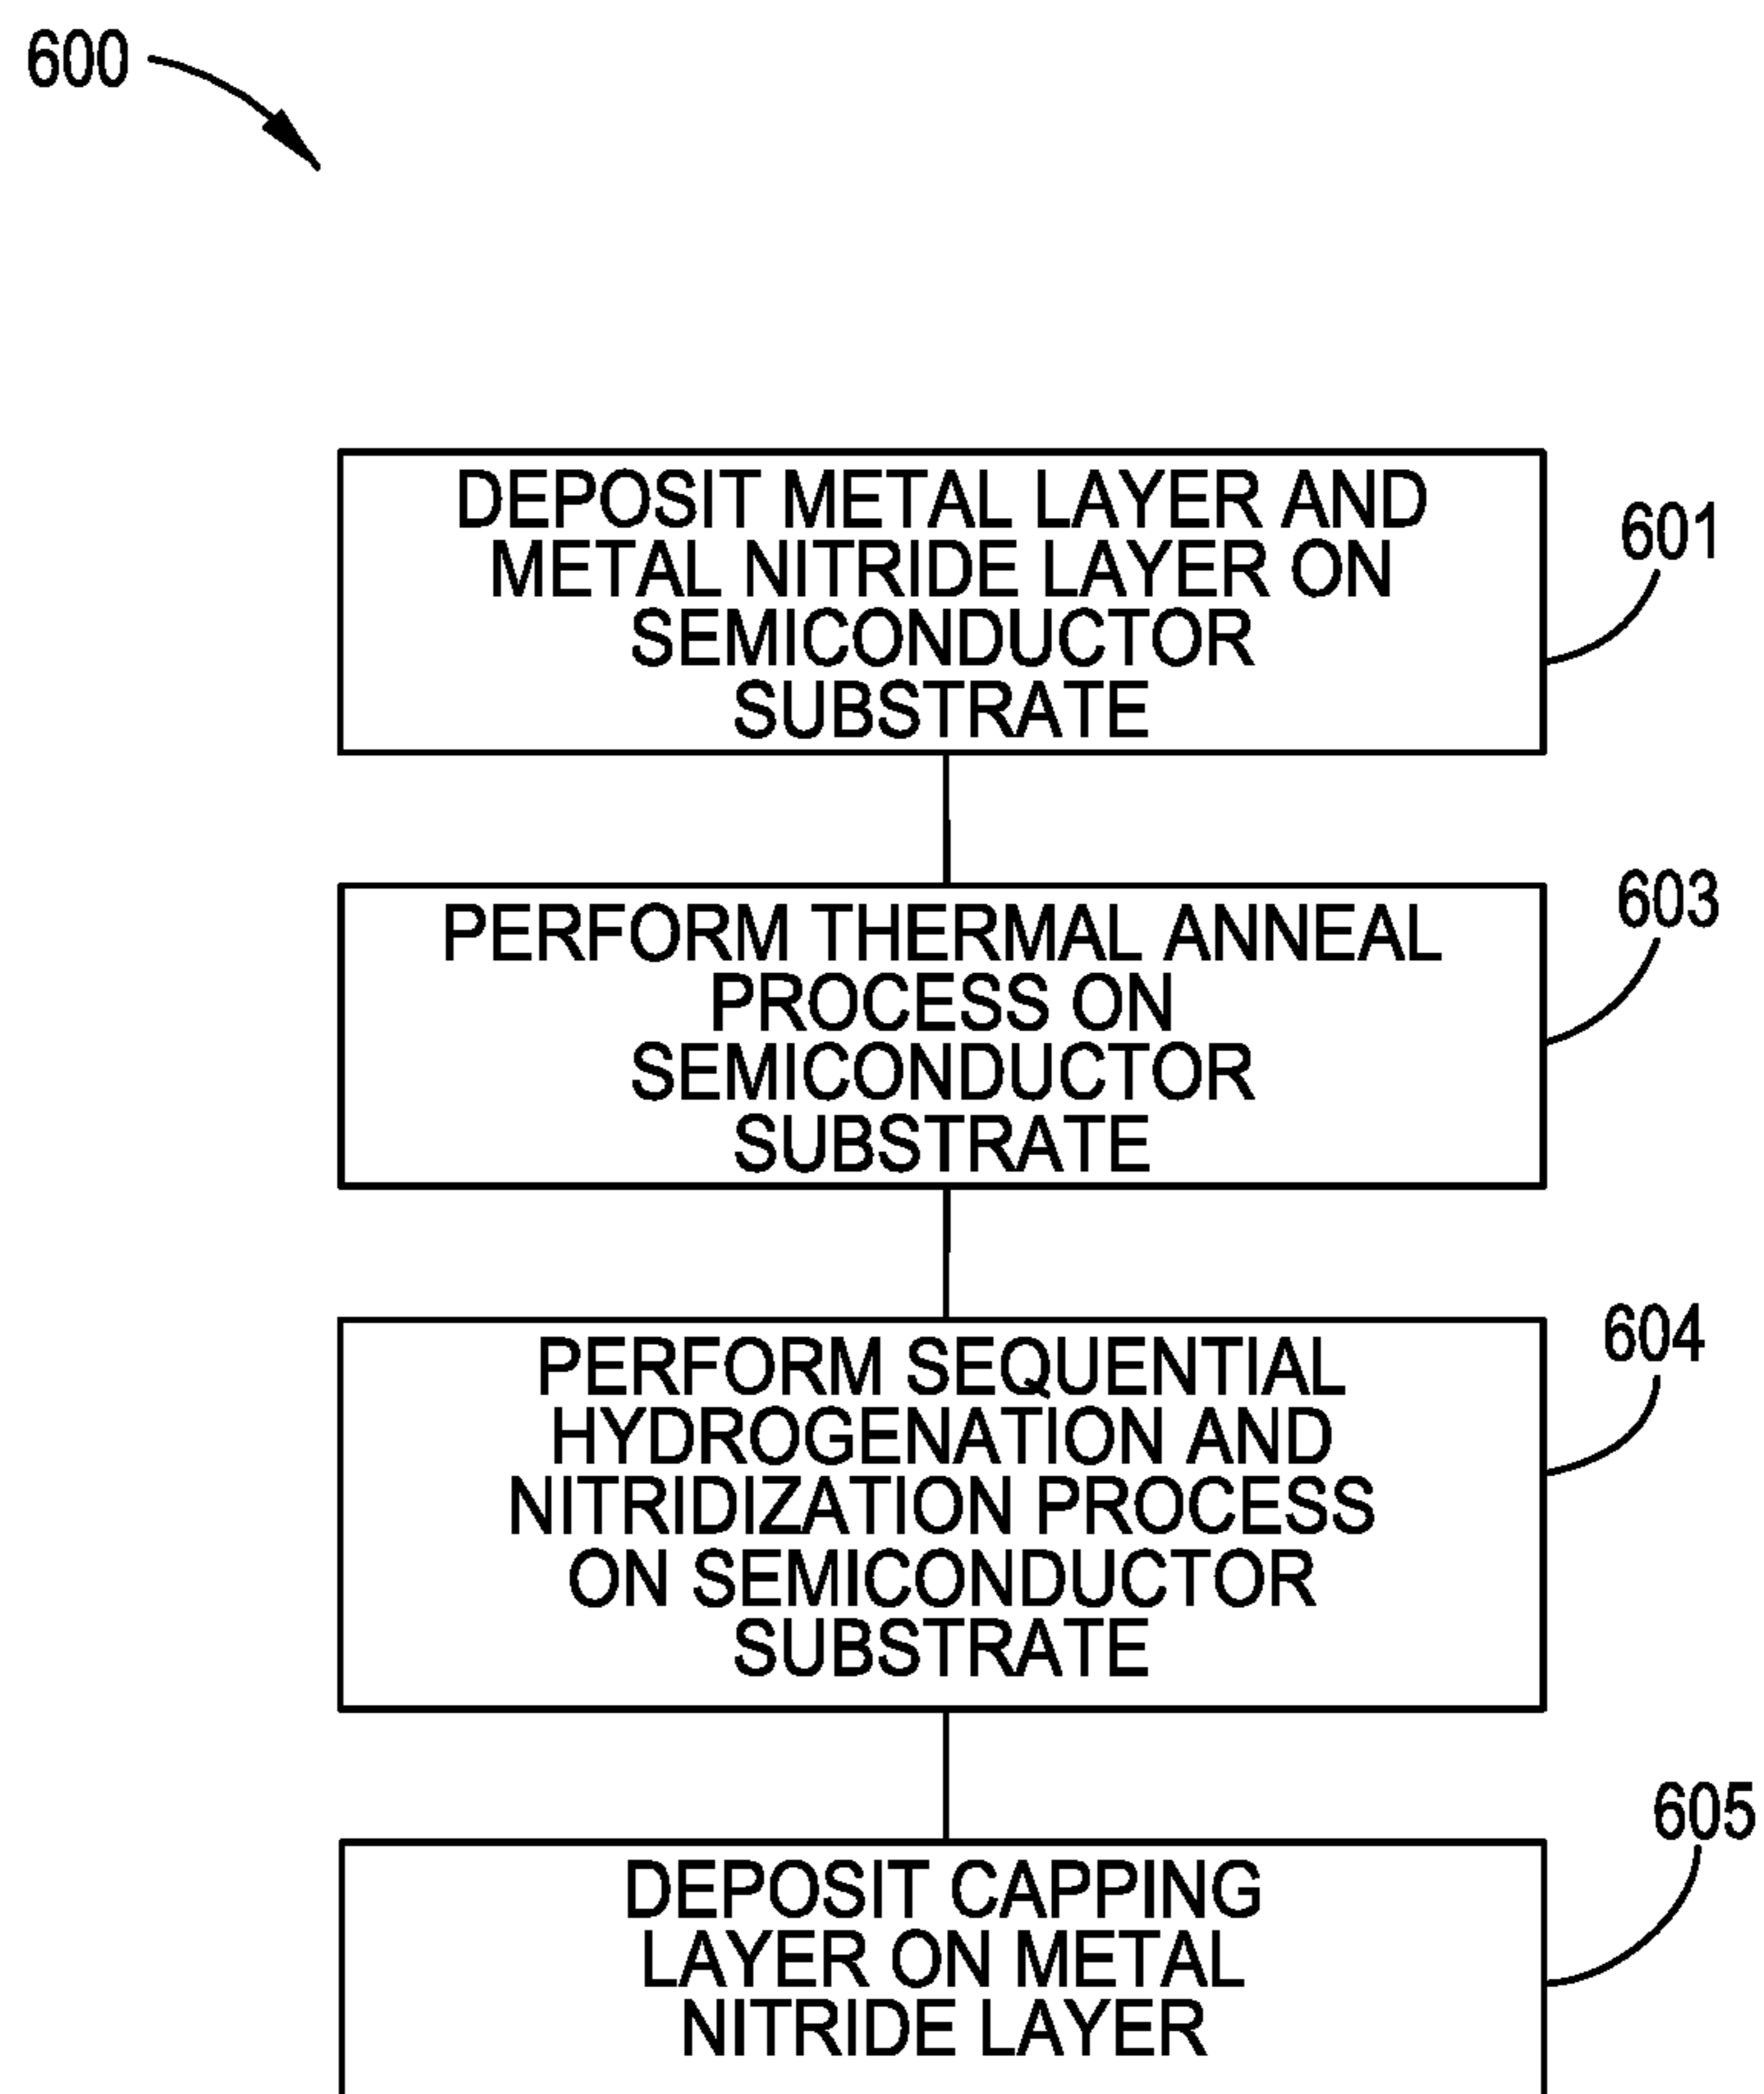 600
DEPOSIT METAL LAYER AND
METAL NITRIDE LAYER ON
SEMICONDUCTOR
SUBSTRATE
601
PERFORM THERMAL ANNEAL
PROCESS ON
SEMICONDUCTOR
SUBSTRATE
603
PERFORM SEQUENTIAL
HYDROGENATION AND
NITRIDIZATION PROCESS
ON SEMICONDUCTOR
SUBSTRATE
604
DEPOSIT CAPPING
LAYER ON METAL
NITRIDE LAYER
605